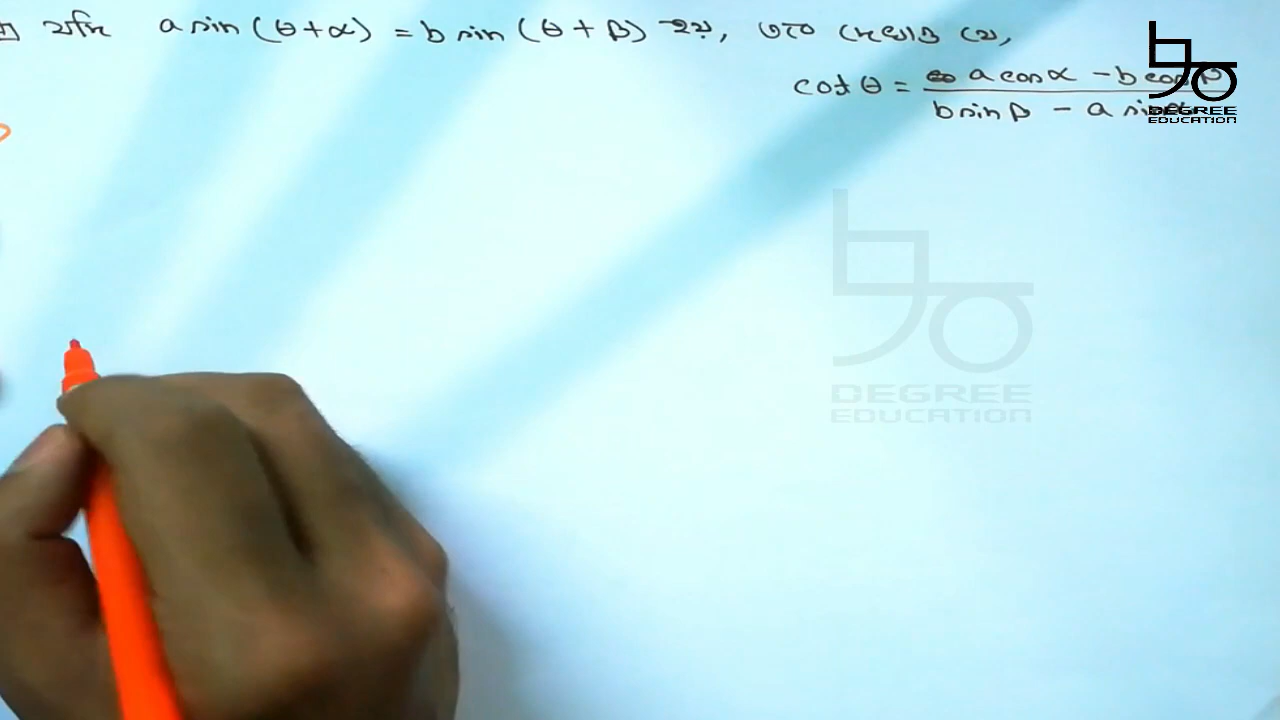 যদি a sin (θ+α) = b sin (θ + β) হয়, তবে দেখাও যে,
cot θ = a cos α - b cos β
b sin β - a sin α
DEGREE
EDUCATION
DEGREE
EDUCATION